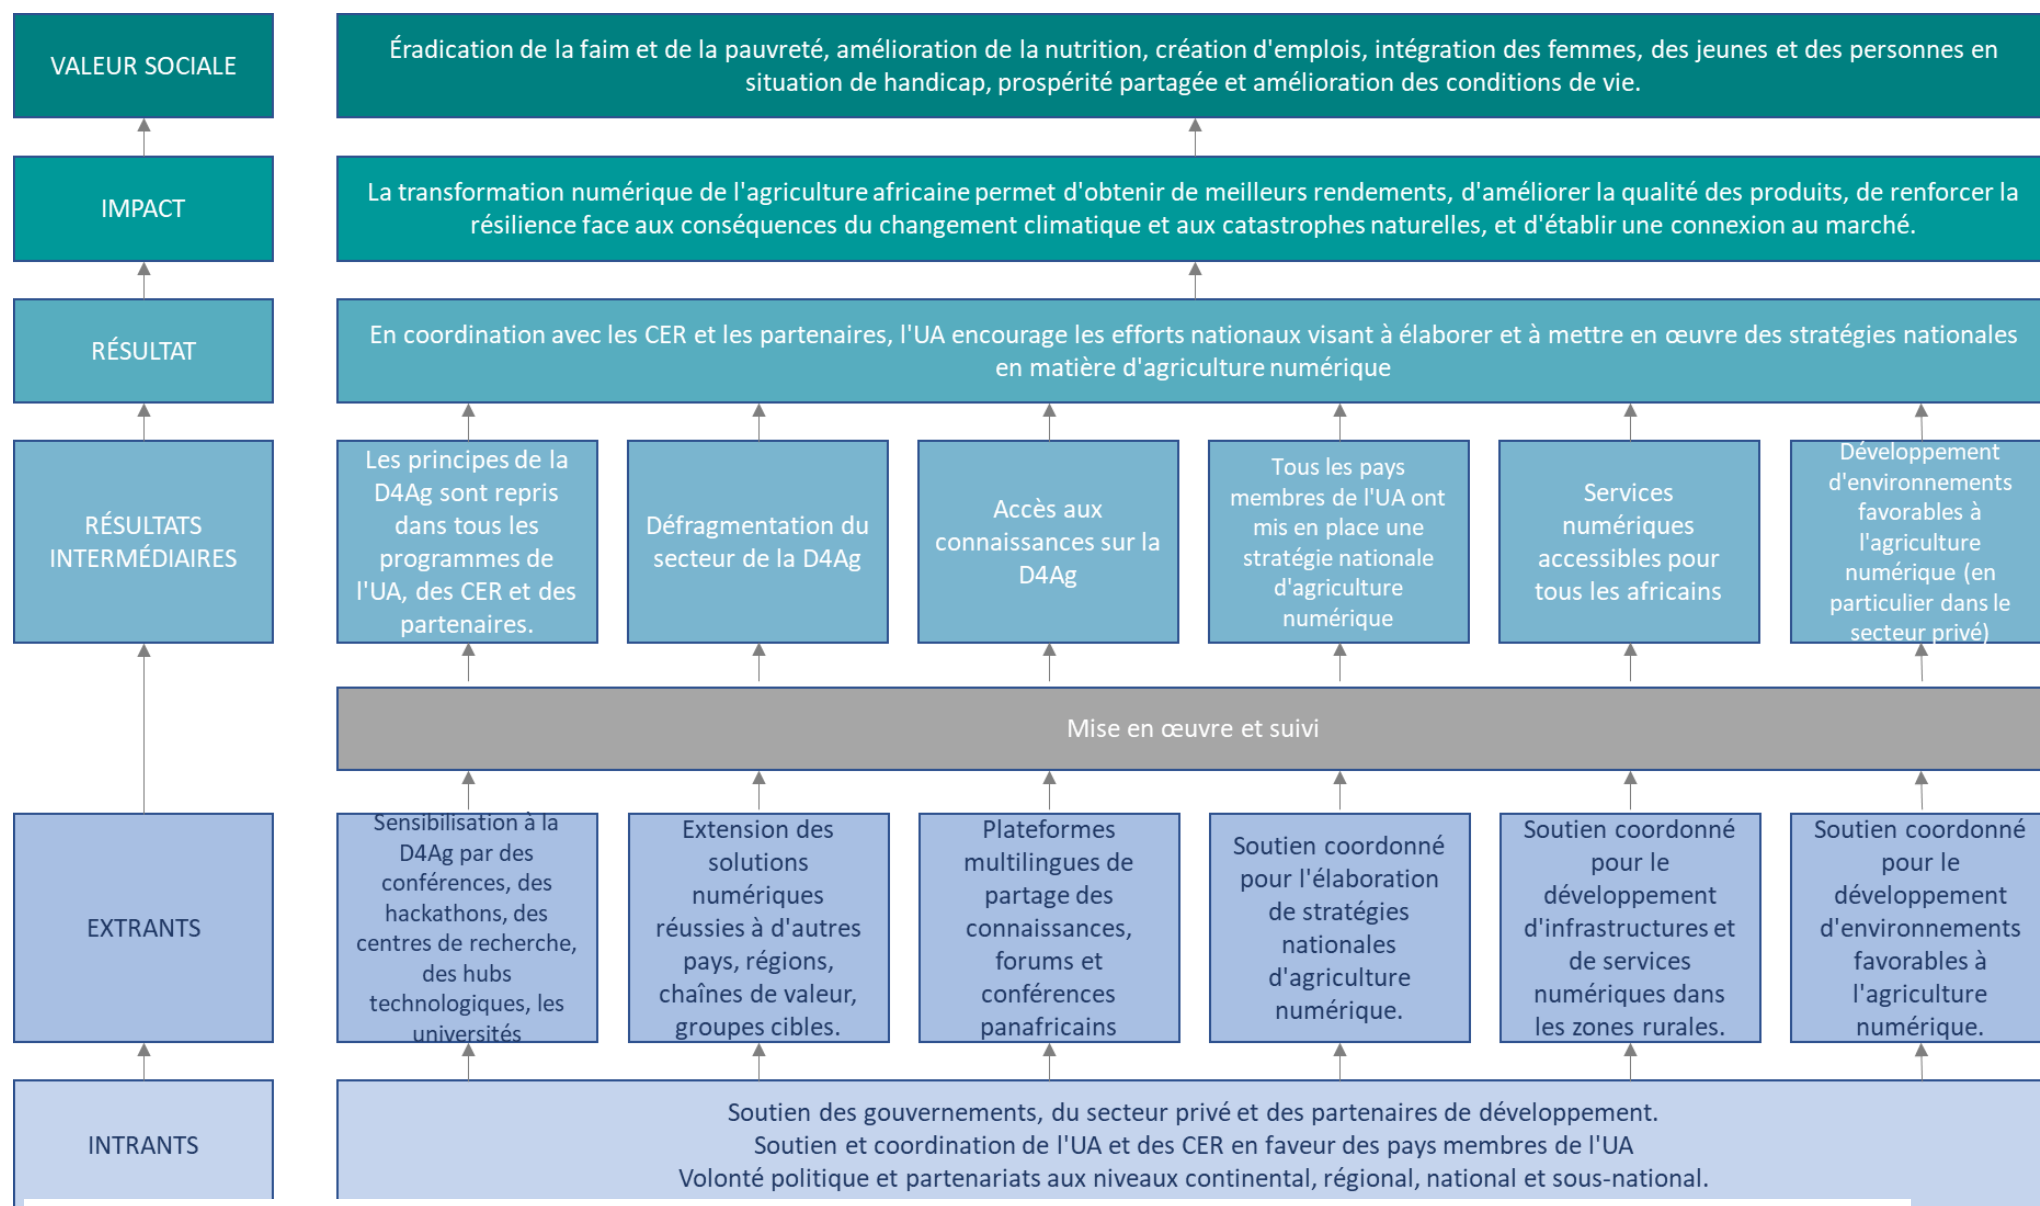 VALEUR SOCIALE
Éradication de la faim et de la pauvreté, amélioration de la nutrition, création d'emplois, intégration des femmes, des jeunes et des personnes en
situation de handicap, prospérité partagée et amélioration des conditions de vie.
IMPACT
La transformation numérique de l'agriculture africaine permet d'obtenir de meilleurs rendements, d'améliorer la qualité des produits, de renforcer la
résilience face aux conséquences du changement climatique et aux catastrophes naturelles, et d'établir une connexion au marché.
RÉSULTAT
En coordination avec les CER et les partenaires, l'UA encourage les efforts nationaux visant à élaborer et à mettre en œuvre des stratégies nationales
en matière d'agriculture numérique
RÉSULTATS
INTERMÉDIAIRES
Les principes de la
D4Ag sont repris
dans tous les
programmes de
l'UA, des CER et des
partenaires.
Défragmentation du
secteur de la D4Ag
Accès aux
connaissances sur la
D4Ag
Tous les pays
membres de l'UA ont
mis en place une
stratégie nationale
d'agriculture
numérique
Services
numériques
accessibles pour
tous les africains
Développement
d'environnements
favorables à
l'agriculture
numérique (en
particulier dans le
secteur privé)
Mise en œuvre et suivi
EXTRANTS
Sensibilisation à la
D4Ag par des
conférences, des
hackathons, des
centres de recherche,
des hubs
technologiques, les
universités
Extension des
solutions
numériques
réussies à d'autres
pays, régions,
chaînes de valeur,
groupes cibles.
Plateformes
multilingues de
partage des
connaissances,
forums et
conférences
panafricains
Soutien coordonné
pour l'élaboration
de stratégies
nationales
d'agriculture
numérique.
Soutien coordonné
pour le
développement
d'infrastructures et
de services
numériques dans
les zones rurales.
Soutien coordonné
pour le
développement
d'environnements
favorables à
l'agriculture
numérique.
INTRANTS
Soutien des gouvernements, du secteur privé et des partenaires de développement.
Soutien et coordination de l'UA et des CER en faveur des pays membres de l'UA
Volonté politique et partenariats aux niveaux continental, régional, national et sous-national.